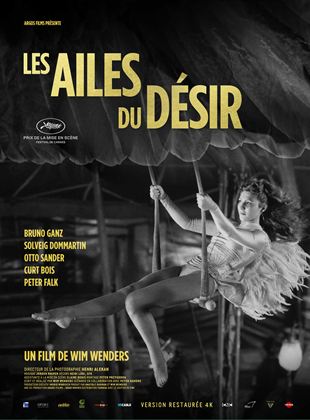 ARGOS FILMS PRÉSENTE
LES AILES
DU DÉSIR
PRIX DE LA MISE EN SCÈNE
FESTIVAL DE CANNES
BRUNO GANZ
SOLVEIG DOMMARTIN
OTTO SANDER
CURT BOIS
PETER FALK
UN FILM DE WIM WENDERS
DIRECTEUR DE LA PHOTOGRAPHIE HENRI ALEKAN
VERSION RESTAURÉE 4K